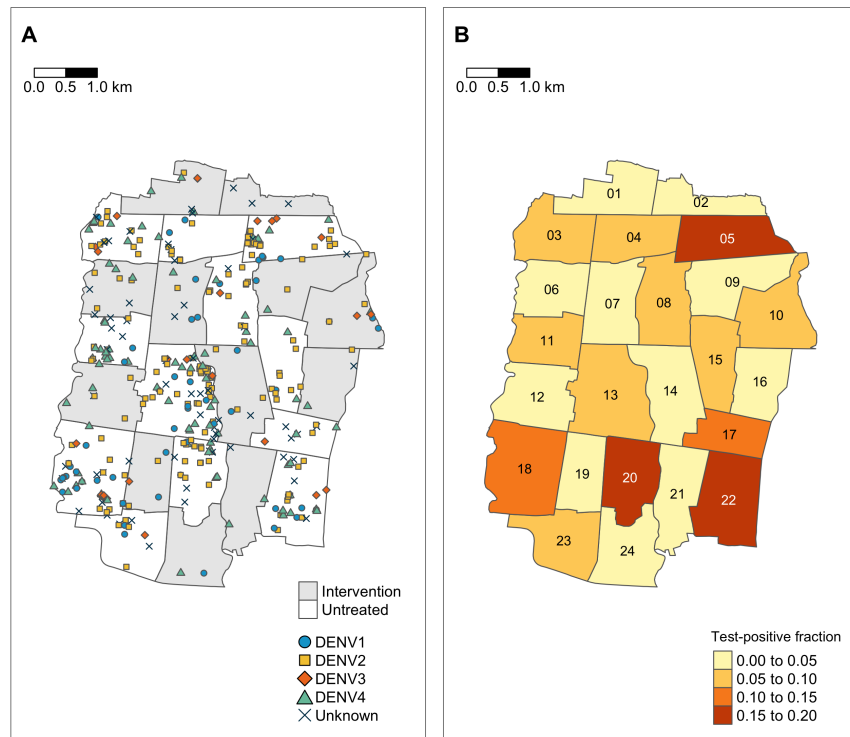 A
0.0 0.5 1.0 km
Intervention
Untreated
DENV1
DENV2
DENV3
DENV4
Unknown
B
0.0 0.5 1.0 km
01
02
03
04
05
06
07
08
09
10
11
12
13
14
15
16
17
18
19
20
21
22
23
24
Test-positive fraction
0.00 to 0.05
0.05 to 0.10
0.10 to 0.15
0.15 to 0.20